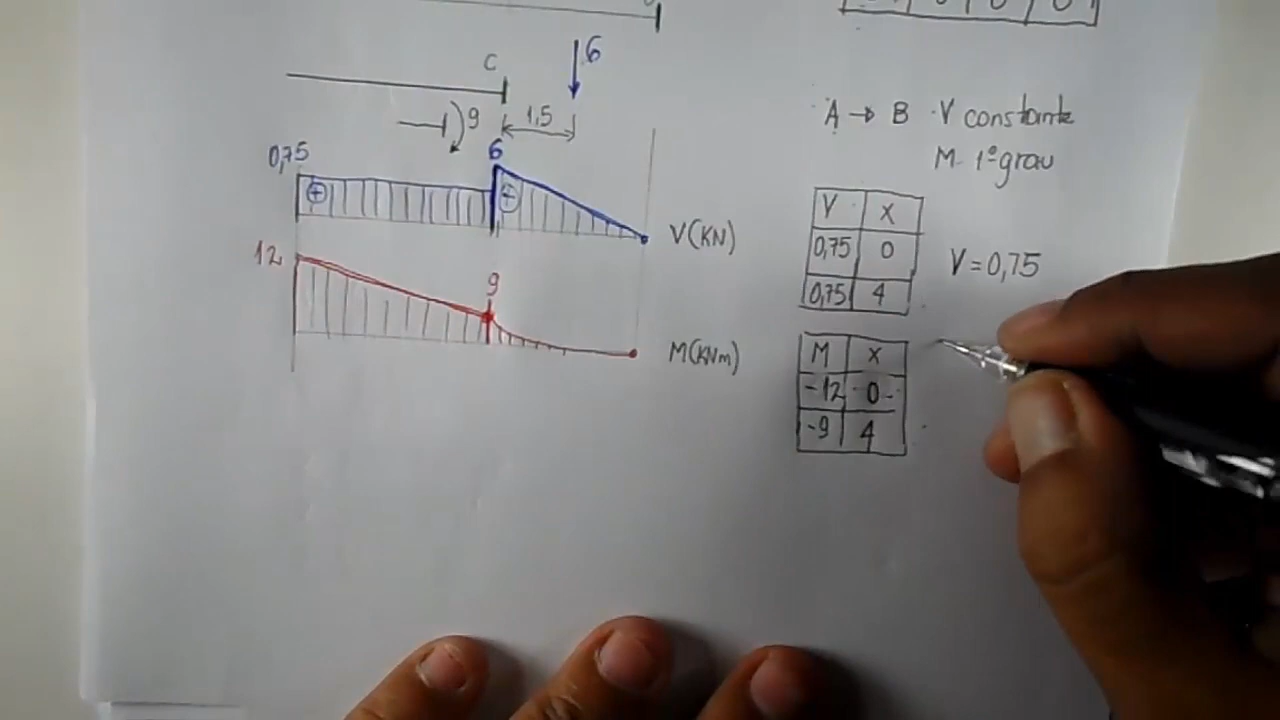 6
C
9
1,5
A → B · V constante
M · 1º grau
0,75
6
+
+
V(KN)
V X
0,75 0
0,75 4
V = 0,75
12
9
M(KNm)
M X
-12 0
-9 4